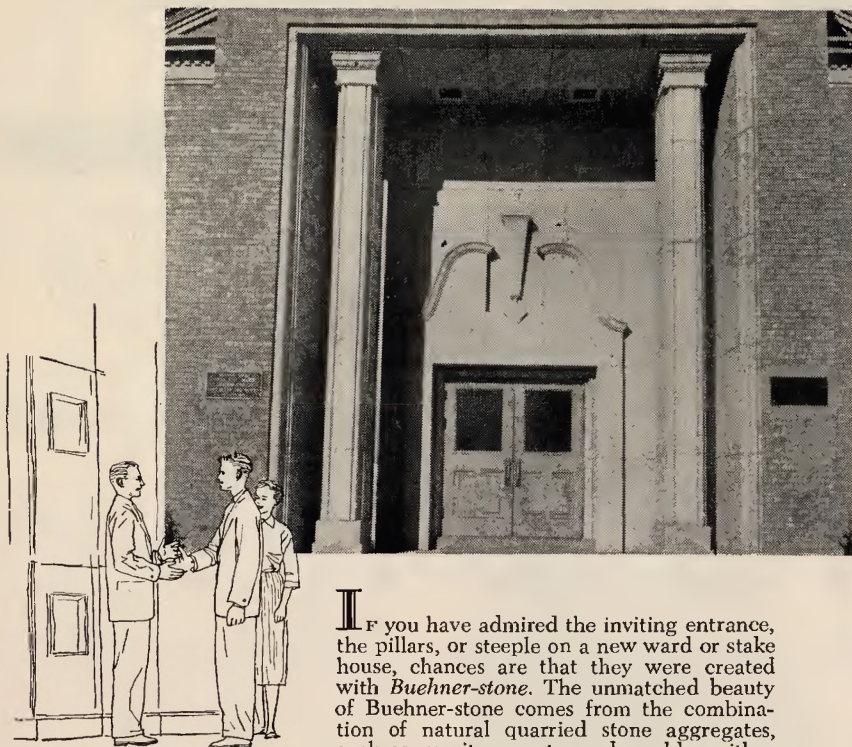 IF you have admired the inviting entrance,
the pillars, or steeple on a new ward or stake
house, chances are that they were created
with Buehner-stone. The unmatched beauty
of Buehner-stone comes from the combina-
tion of natural quarried stone aggregates,